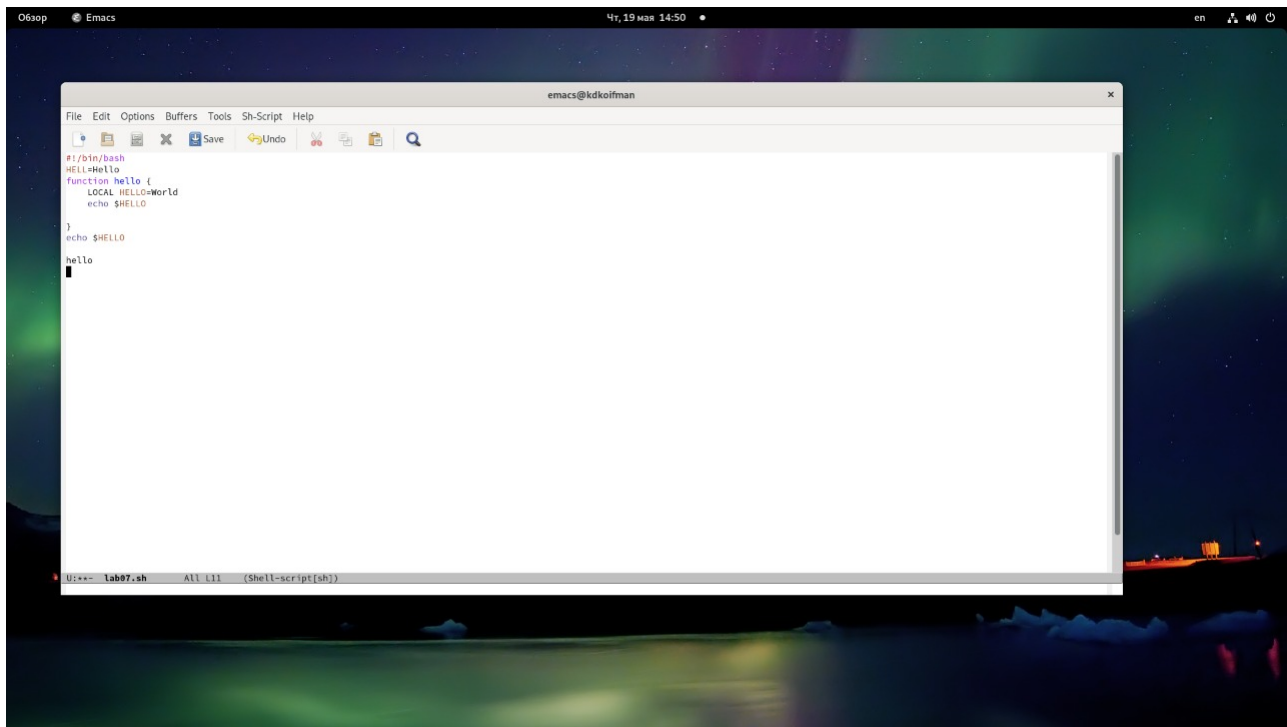 Обзор Emacs Чт, 19 мая 14:50 en
emacs@kdkoifman
File Edit Options Buffers Tools Sh-Script Help
Save Undo
#!/bin/bash
HELL=Hello
function hello {
    LOCAL HELLO=World
    echo $HELLO
}
echo $HELLO
hello
U:**- lab07.sh All L11 (Shell-script[sh])